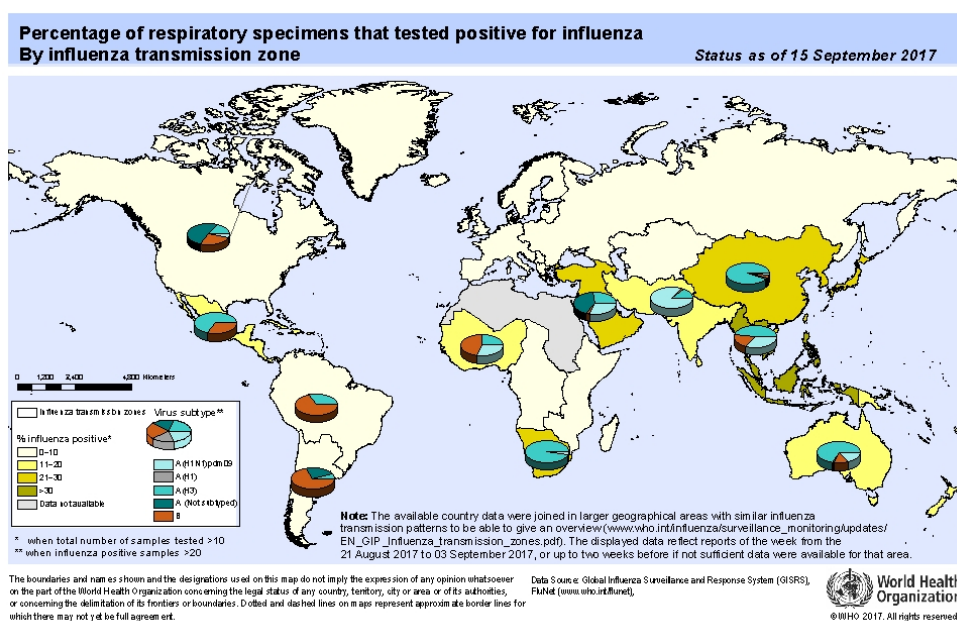 Percentage of respiratory specimens that tested positive for influenza
By influenza transmission zone
Status as of 15 September 2017
0 1,200 2,400 4,800 Kilometers
Influenza transmission zones
Virus subtype**
% influenza positive*
0–10
11–20
21–30
>30
Data not available
A(H1N1)pdm09
A(H1)
A(H3)
A (Not subtyped)
B
* when total number of samples tested >10
** when influenza positive samples >20
Note: The available country data were joined in larger geographical areas with similar influenza
transmission patterns to be able to give an overview (www.who.int/influenza/surveillance_monitoring/updates/
EN_GIP_Influenza_transmission_zones.pdf). The displayed data reflect reports of the week from the
21 August 2017 to 03 September 2017, or up to two weeks before if not sufficient data were available for that area.
The boundaries and names shown and the designations used on this map do not imply the expression of any opinion whatsoever
on the part of the World Health Organization concerning the legal status of any country, territory, city or area or of its authorities,
or concerning the delimitation of its frontiers or boundaries. Dotted and dashed lines on maps represent approximate border lines for
which there may not yet be full agreement.
Data Source: Global Influenza Surveillance and Response System (GISRS),
FluNet (www.who.int/flunet),
World Health
Organization
© WHO 2017. All rights reserved